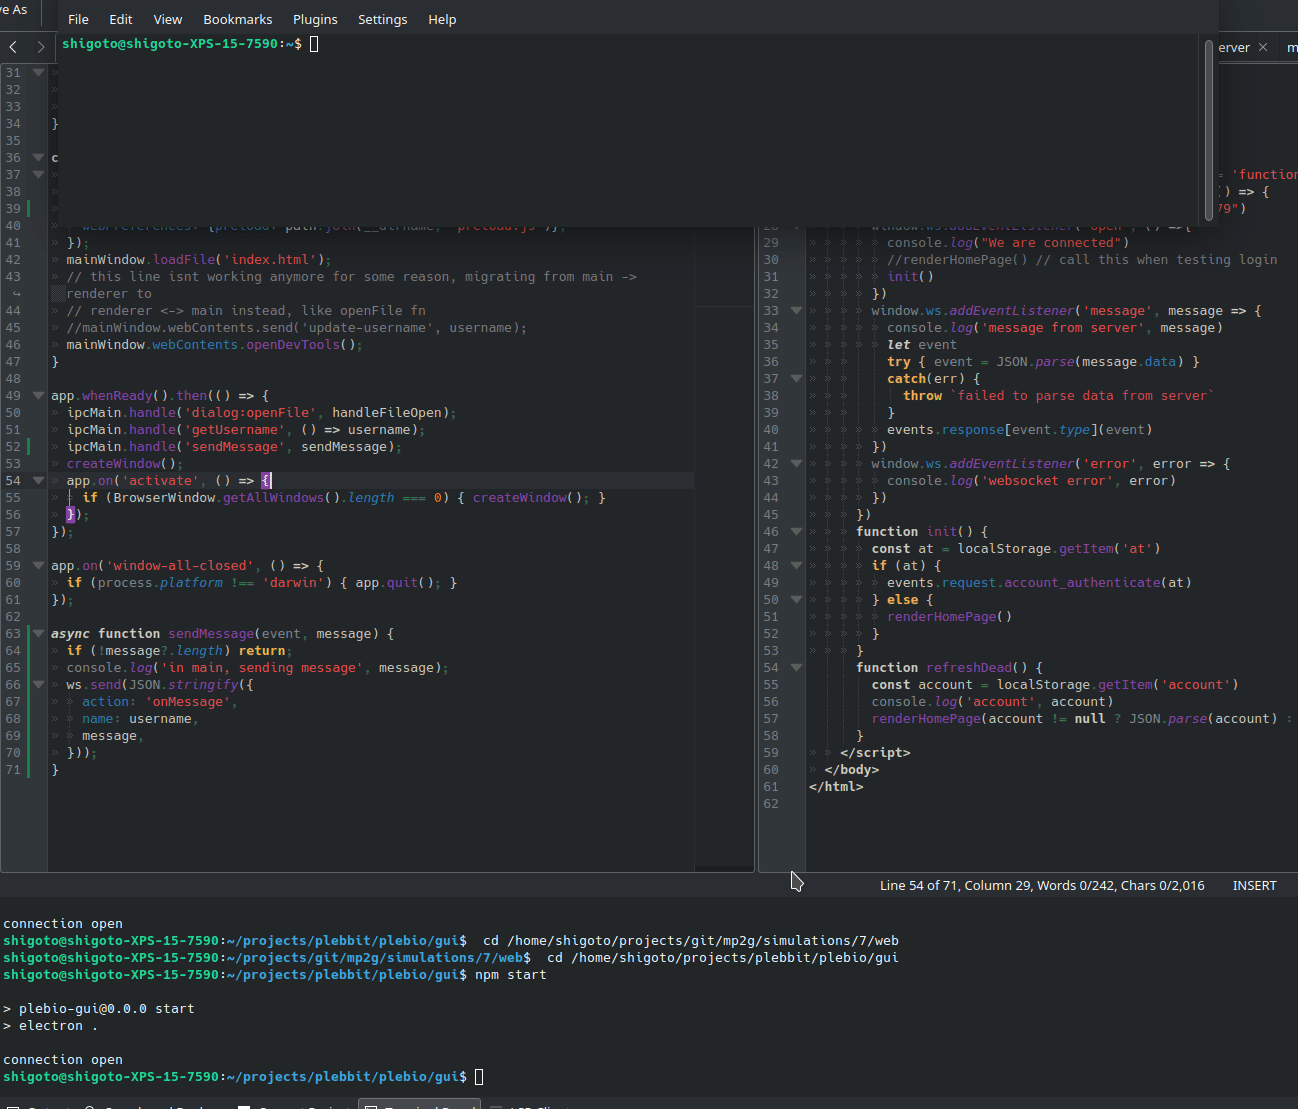 ve As
File Edit View Bookmarks Plugins Settings Help
shigoto@shigoto-XPS-15-7590:~$
erver
m
31
32
33
34 }
35
36 c
37
38
39
40 webPreferences: {preload: path.join(__dirname, 'preload.js')},
41 });
42 mainWindow.loadFile('index.html');
43 // this line isnt working anymore for some reason, migrating from main ->
renderer to
44 // renderer <-> main instead, like openFile fn
45 //mainWindow.webContents.send('update-username', username);
46 mainWindow.webContents.openDevTools();
47 }
48
49 app.whenReady().then(() => {
50 ipcMain.handle('dialog:openFile', handleFileOpen);
51 ipcMain.handle('getUsername', () => username);
52 ipcMain.handle('sendMessage', sendMessage);
53 createWindow();
54 app.on('activate', () => {
55 if (BrowserWindow.getAllWindows().length === 0) { createWindow(); }
56 });
57 });
58
59 app.on('window-all-closed', () => {
60 if (process.platform !== 'darwin') { app.quit(); }
61 });
62
63 async function sendMessage(event, message) {
64 if (!message?.length) return;
65 console.log('in main, sending message', message);
66 ws.send(JSON.stringify({
67 action: 'onMessage',
68 name: username,
69 message,
70 }));
71 }
= 'function
() => {
79")
28 window.ws.addEventListener('open', () =>{
29 console.log("We are connected")
30 //renderHomePage() // call this when testing login
31 init()
32 })
33 window.ws.addEventListener('message', message => {
34 console.log('message from server', message)
35 let event
36 try { event = JSON.parse(message.data) }
37 catch(err) {
38 throw `failed to parse data from server`
39 }
40 events.response[event.type](event)
41 })
42 window.ws.addEventListener('error', error => {
43 console.log('websocket error', error)
44 })
45 })
46 function init() {
47 const at = localStorage.getItem('at')
48 if (at) {
49 events.request.account_authenticate(at)
50 } else {
51 renderHomePage()
52 }
53 }
54 function refreshDead() {
55 const account = localStorage.getItem('account')
56 console.log('account', account)
57 renderHomePage(account != null ? JSON.parse(account) :
58 }
59 </script>
60 </body>
61 </html>
62
Line 54 of 71, Column 29, Words 0/242, Chars 0/2,016 INSERT
connection open
shigoto@shigoto-XPS-15-7590:~/projects/plebbit/plebio/gui$ cd /home/shigoto/projects/git/mp2g/simulations/7/web
shigoto@shigoto-XPS-15-7590:~/projects/git/mp2g/simulations/7/web$ cd /home/shigoto/projects/plebbit/plebio/gui
shigoto@shigoto-XPS-15-7590:~/projects/plebbit/plebio/gui$ npm start
> plebio-gui@0.0.0 start
> electron .
connection open
shigoto@shigoto-XPS-15-7590:~/projects/plebbit/plebio/gui$